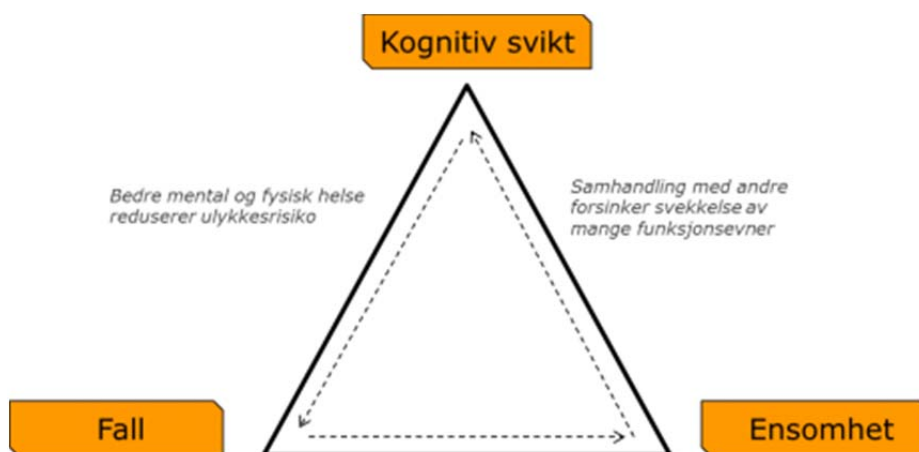 Kognitiv svikt
Bedre mental og fysisk helse
reduserer ulykkesrisiko
Samhandling med andre
forsinker svekkelse av
mange funksjonsevner
Fall
Ensomhet